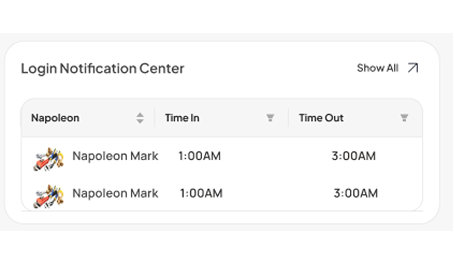 Login Notification Center Show All
Napoleon Time In Time Out
Napoleon Mark 1:00AM 3:00AM
Napoleon Mark 1:00AM 3:00AM